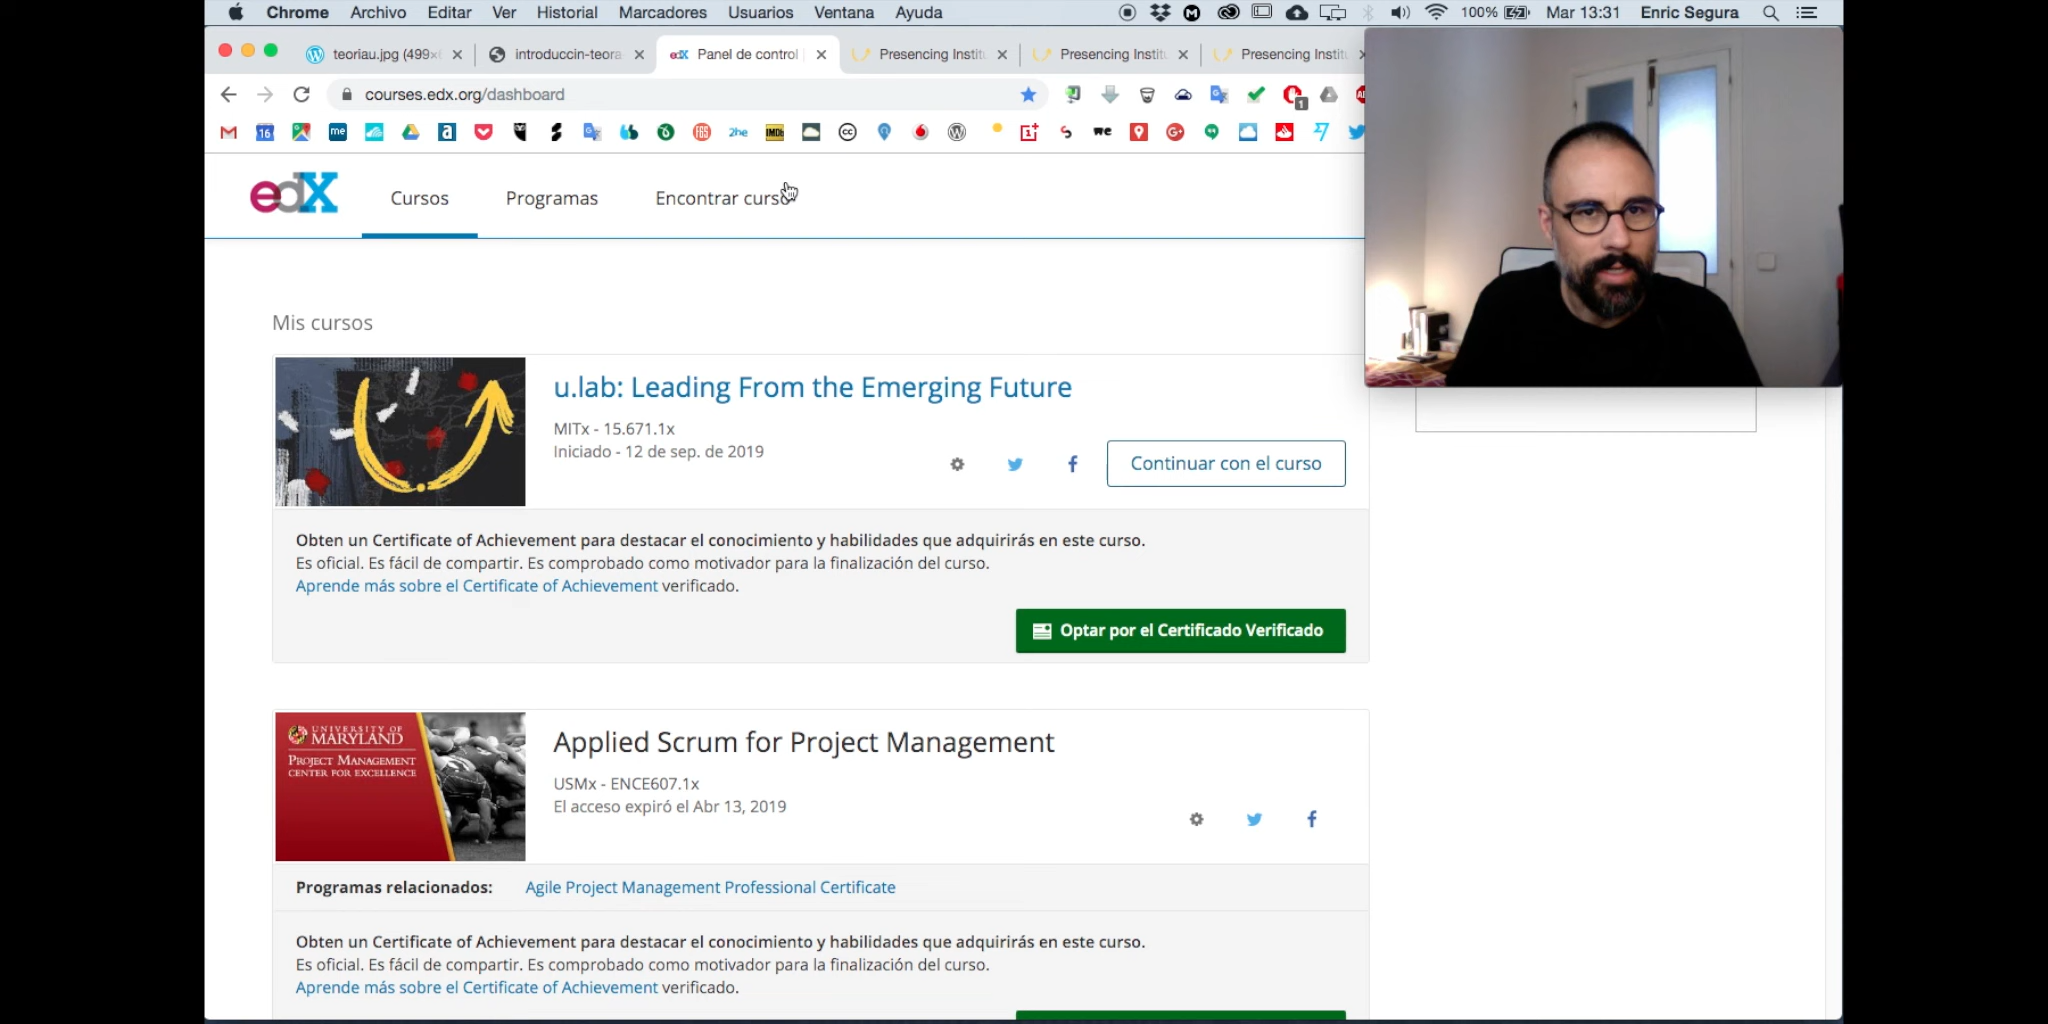 Chrome Archivo Editar Ver Historial Marcadores Usuarios Ventana Ayuda 100% Mar 13:31 Enric Segura
teoriau.jpg (499× introduccin-teora Panel de control Presencing Institu Presencing Institu Presencing Institu
courses.edx.org/dashboard
edX Cursos Programas Encontrar curso
Mis cursos
u.lab: Leading From the Emerging Future
MITx - 15.671.1x
Iniciado - 12 de sep. de 2019
Continuar con el curso
Obten un Certificate of Achievement para destacar el conocimiento y habilidades que adquirirás en este curso.
Es oficial. Es fácil de compartir. Es comprobado como motivador para la finalización del curso.
Aprende más sobre el Certificate of Achievement verificado.
Optar por el Certificado Verificado
UNIVERSITY OF
MARYLAND
PROJECT MANAGEMENT
CENTER FOR EXCELLENCE
Applied Scrum for Project Management
USMx - ENCE607.1x
El acceso expiró el Abr 13, 2019
Programas relacionados: Agile Project Management Professional Certificate
Obten un Certificate of Achievement para destacar el conocimiento y habilidades que adquirirás en este curso.
Es oficial. Es fácil de compartir. Es comprobado como motivador para la finalización del curso.
Aprende más sobre el Certificate of Achievement verificado.